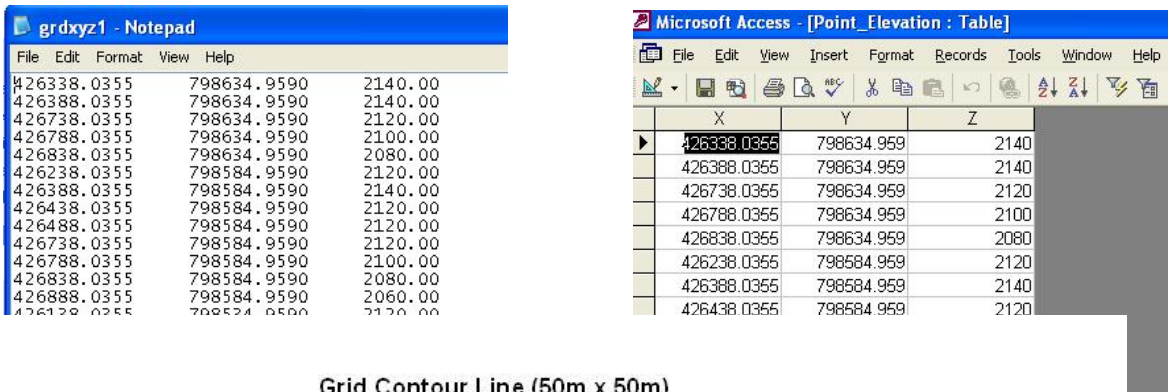 grdxyz1 - Notepad
File Edit Format View Help
426338.0355 798634.9590 2140.00
426388.0355 798634.9590 2140.00
426738.0355 798634.9590 2120.00
426788.0355 798634.9590 2100.00
426838.0355 798634.9590 2080.00
426238.0355 798584.9590 2120.00
426388.0355 798584.9590 2140.00
426438.0355 798584.9590 2120.00
426488.0355 798584.9590 2120.00
426738.0355 798584.9590 2120.00
426788.0355 798584.9590 2100.00
426838.0355 798584.9590 2080.00
426888.0355 798584.9590 2060.00
426138.0355 798534.9590 2120.00
Microsoft Access - [Point_Elevation : Table]
File Edit View Insert Format Records Tools Window Help
X Y Z
426338.0355 798634.959 2140
426388.0355 798634.959 2140
426738.0355 798634.959 2120
426788.0355 798634.959 2100
426838.0355 798634.959 2080
426238.0355 798584.959 2120
426388.0355 798584.959 2140
426438.0355 798584.959 2120
Grid Contour Line (50m x 50m)